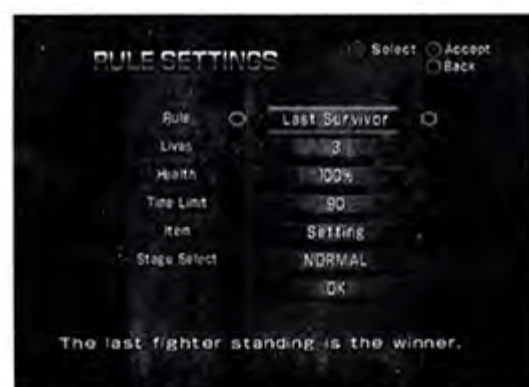 RULE SETTINGS
Select Accept
Back
Rule Last Survivor
Lives 3
Health 100%
Time Limit 90
Item Setting
Stage Select NORMAL
OK
The last fighter standing is the winner.